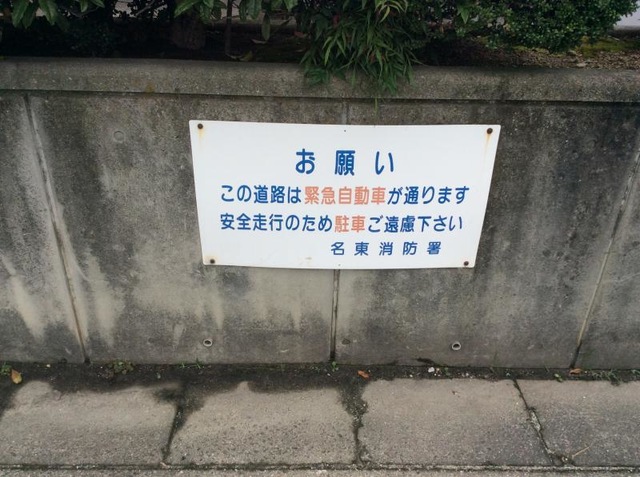 お願い
この道路は緊急自動車が通ります
安全走行のため駐車ご遠慮下さい
名東消防署